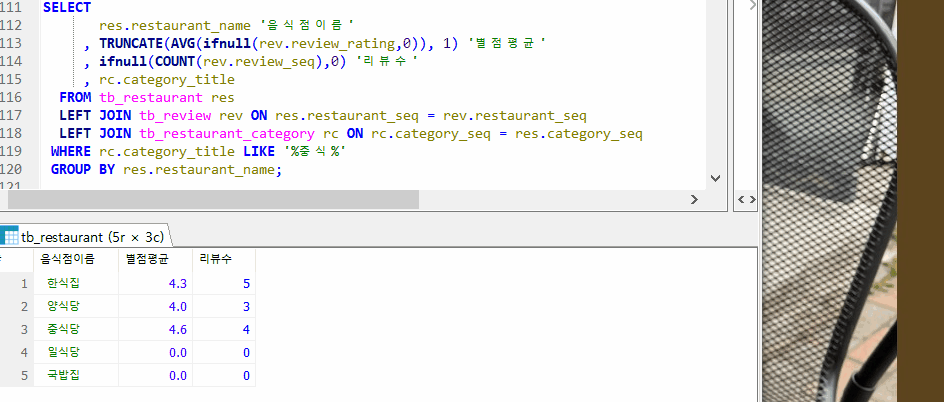 111 SELECT
112 res.restaurant_name '음식점이름'
113 , TRUNCATE(AVG(ifnull(rev.review_rating,0)), 1) '별점평균'
114 , ifnull(COUNT(rev.review_seq),0) '리뷰수'
115 , rc.category_title
116 FROM tb_restaurant res
117 LEFT JOIN tb_review rev ON res.restaurant_seq = rev.restaurant_seq
118 LEFT JOIN tb_restaurant_category rc ON rc.category_seq = res.category_seq
119 WHERE rc.category_title LIKE '%중식%'
120 GROUP BY res.restaurant_name;
121
tb_restaurant (5r × 3c)
음식점이름 별점평균 리뷰수
1 한식집 4.3 5
2 양식당 4.0 3
3 중식당 4.6 4
4 일식당 0.0 0
5 국밥집 0.0 0